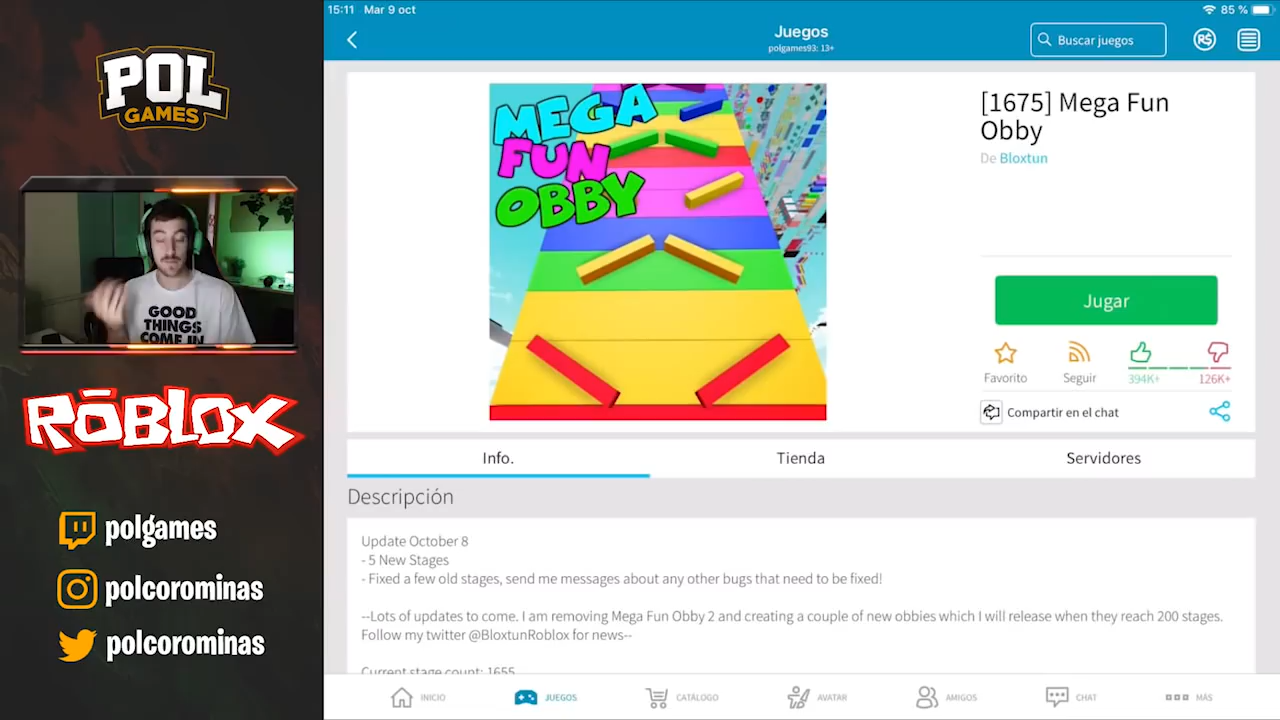 POL
GAMES
GOOD
THINGS
COME IN
ROBLOX
polgames
polcorominas
polcorominas
15:11 Mar 9 oct
85 %
Juegos
polgames93: 13+
Buscar juegos
R$
MEGA
FUN
OBBY
[1675] Mega Fun
Obby
De Bloxtun
Jugar
Favorito
Seguir
394K+
126K+
Compartir en el chat
Info.
Tienda
Servidores
Descripción
Update October 8
- 5 New Stages
- Fixed a few old stages, send me messages about any other bugs that need to be fixed!
--Lots of updates to come. I am removing Mega Fun Obby 2 and creating a couple of new obbies which I will release when they reach 200 stages.
Follow my twitter @BloxtunRoblox for news--
Current stage count: 1655
INICIO
JUEGOS
CATÁLOGO
AVATAR
AMIGOS
CHAT
MÁS